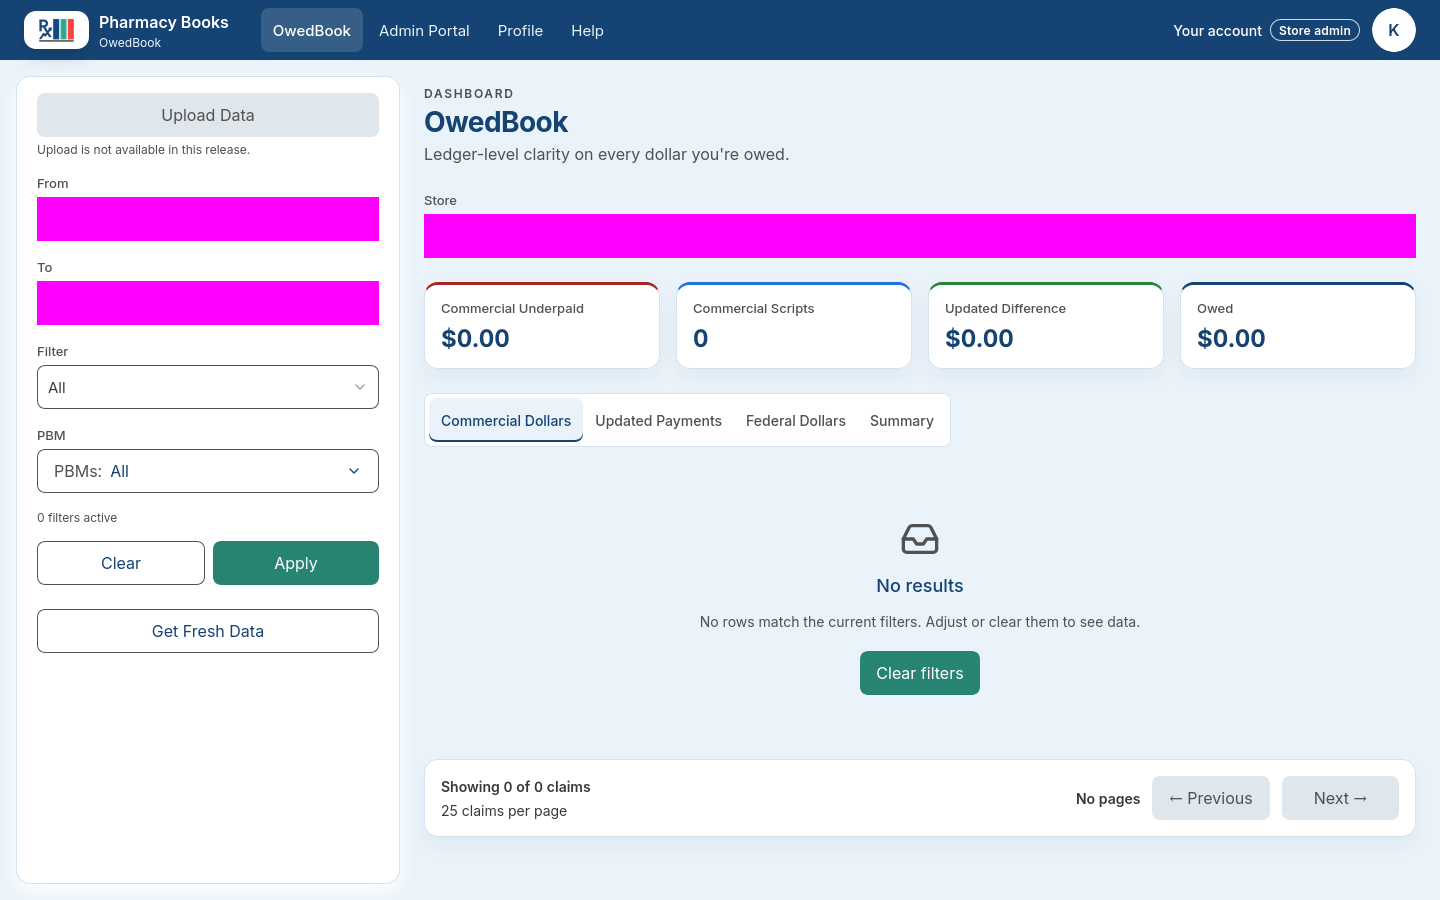 Pharmacy Books
OwedBook
OwedBook
Admin Portal
Profile
Help
Your account
Store admin
K
Upload Data
Upload is not available in this release.
From
To
Filter
All
PBM
PBMs: All
0 filters active
Clear
Apply
Get Fresh Data
DASHBOARD
OwedBook
Ledger-level clarity on every dollar you're owed.
Store
Commercial Underpaid
$0.00
Commercial Scripts
0
Updated Difference
$0.00
Owed
$0.00
Commercial Dollars
Updated Payments
Federal Dollars
Summary
No results
No rows match the current filters. Adjust or clear them to see data.
Clear filters
Showing 0 of 0 claims
25 claims per page
No pages
← Previous
Next →